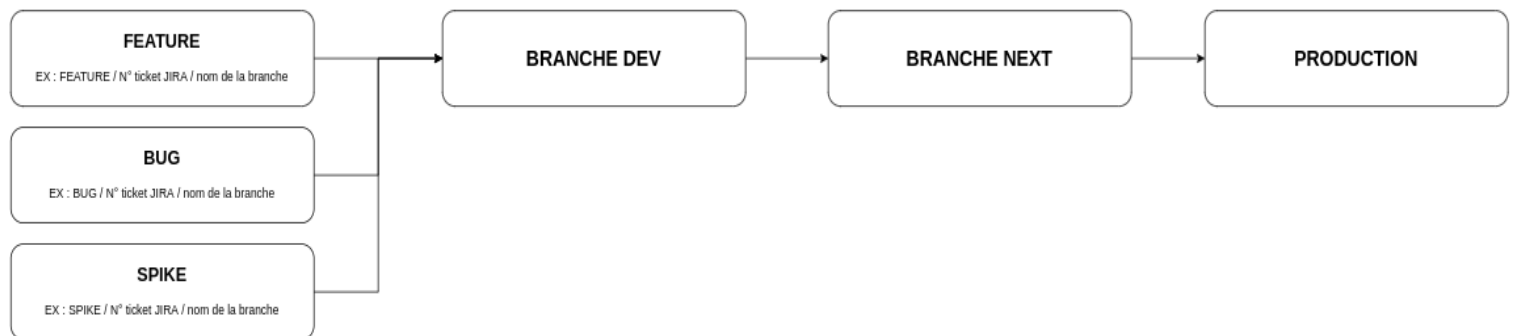 FEATURE
EX : FEATURE / N° ticket JIRA / nom de la branche
BUG
EX : BUG / N° ticket JIRA / nom de la branche
SPIKE
EX : SPIKE / N° ticket JIRA / nom de la branche
BRANCHE DEV
BRANCHE NEXT
PRODUCTION